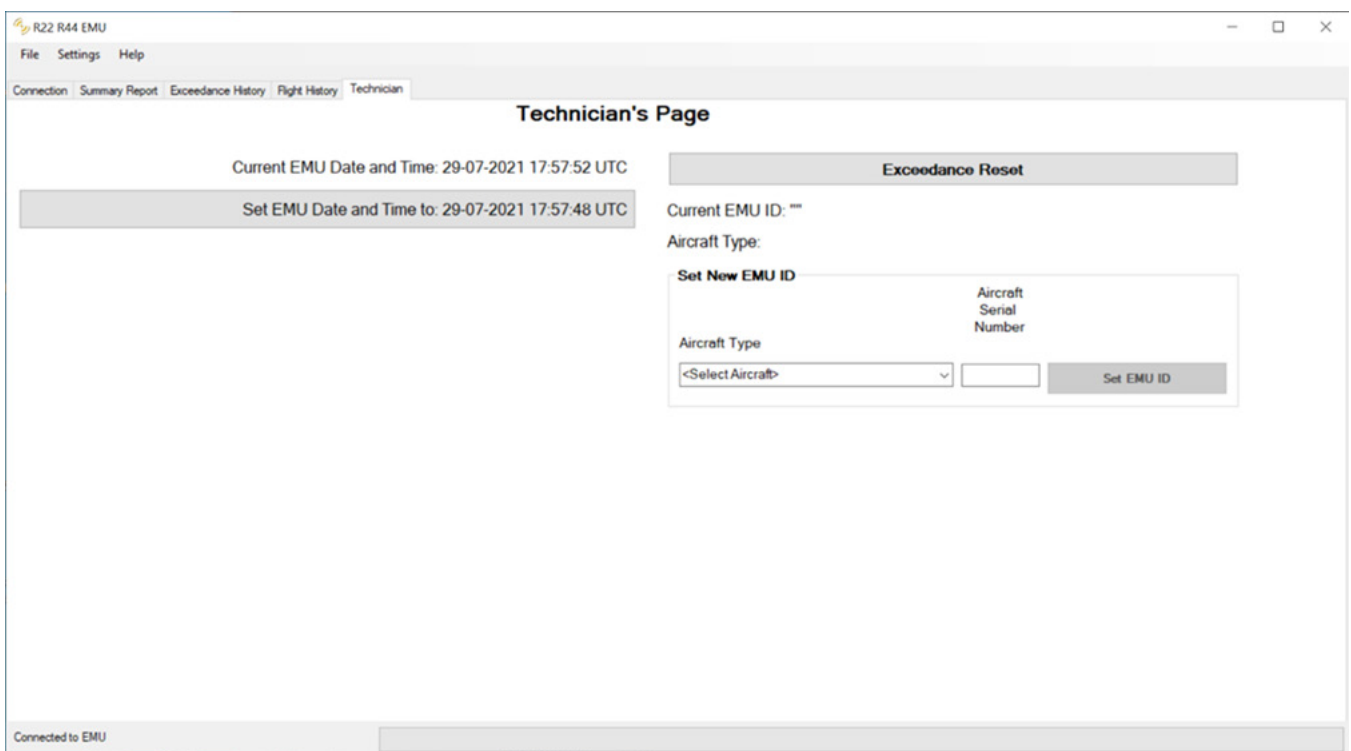 R22 R44 EMU
File Settings Help
Connection Summary Report Exceedance History Flight History Technician
Technician's Page
Current EMU Date and Time: 29-07-2021 17:57:52 UTC
Set EMU Date and Time to: 29-07-2021 17:57:48 UTC
Exceedance Reset
Current EMU ID: ""
Aircraft Type:
Set New EMU ID
Aircraft
Serial
Number
Aircraft Type
<Select Aircraft>
Set EMU ID
Connected to EMU